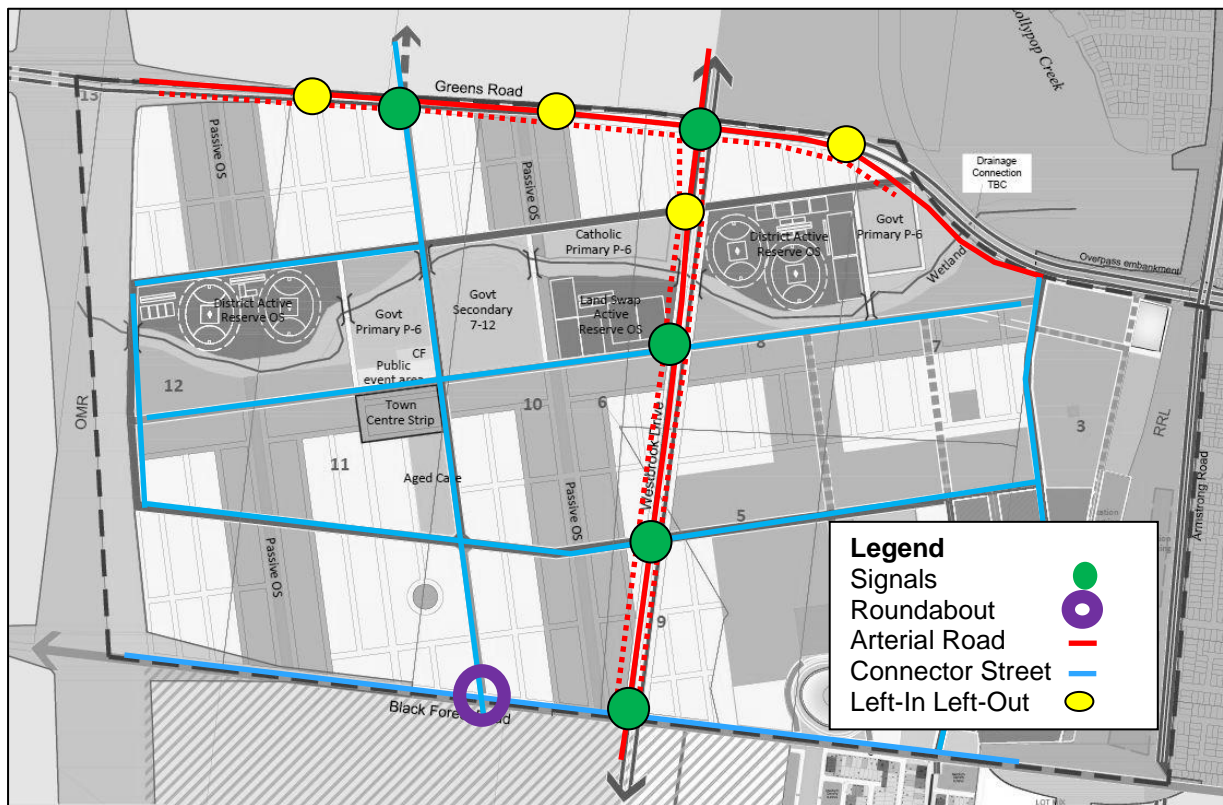 Lollypop Creek
Greens Road
13
Passive OS
Passive OS
Drainage
Connection
TBC
Catholic
Primary P-6
District Active
Reserve OS
Govt
Primary P-6
Wetland
Overpass embankment
District Active
Reserve OS
Govt
Primary P-6
Govt
Secondary
7-12
Land Swap
Active
Reserve OS
CF
Public
event area
12
8
7
OMR
Town
Centre Strip
10
6
Westbrook Drive
3
RRL
11
Aged Care
Passive OS
5
Armstrong Road
Passive OS
9
Black Forest Road
Legend
Signals
Roundabout
Arterial Road
Connector Street
Left-In Left-Out